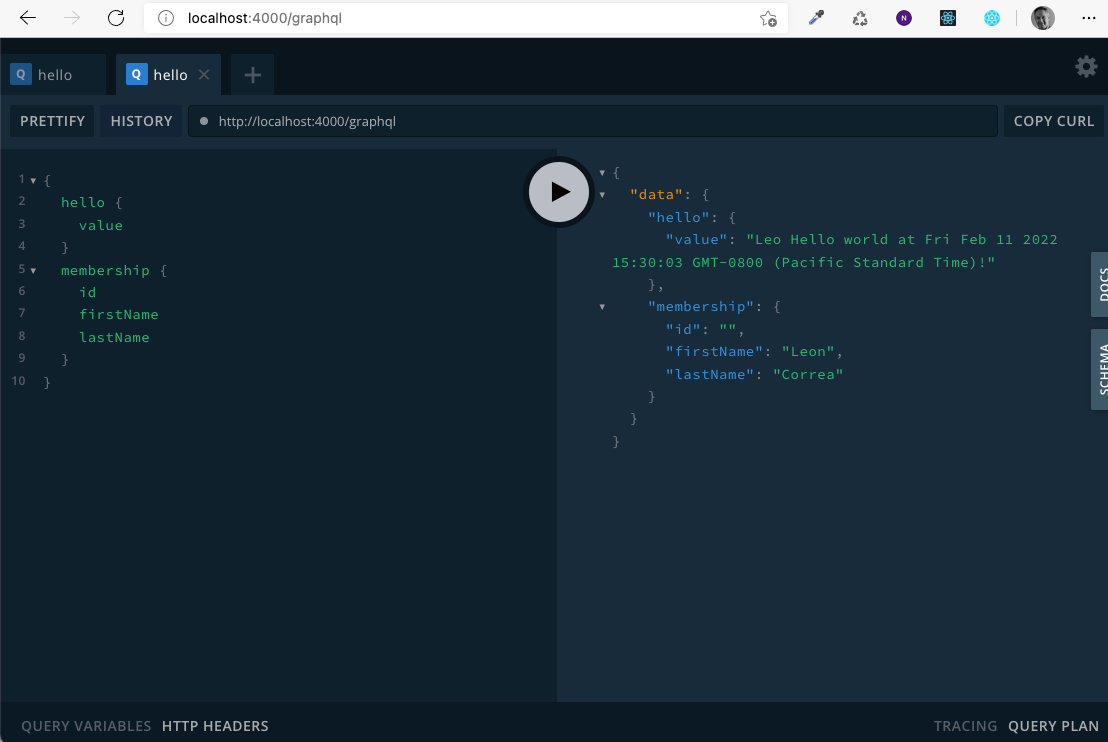 localhost:4000/graphql
N
Q hello
Q hello
PRETTIFY HISTORY http://localhost:4000/graphql COPY CURL
1 {
2 hello {
3 value
4 }
5 membership {
6 id
7 firstName
8 lastName
9 }
10 }
{
"data": {
"hello": {
"value": "Leo Hello world at Fri Feb 11 2022
15:30:03 GMT-0800 (Pacific Standard Time)!"
},
"membership": {
"id": "",
"firstName": "Leon",
"lastName": "Correa"
}
}
}
DOCS
SCHEMA
QUERY VARIABLES HTTP HEADERS TRACING QUERY PLAN